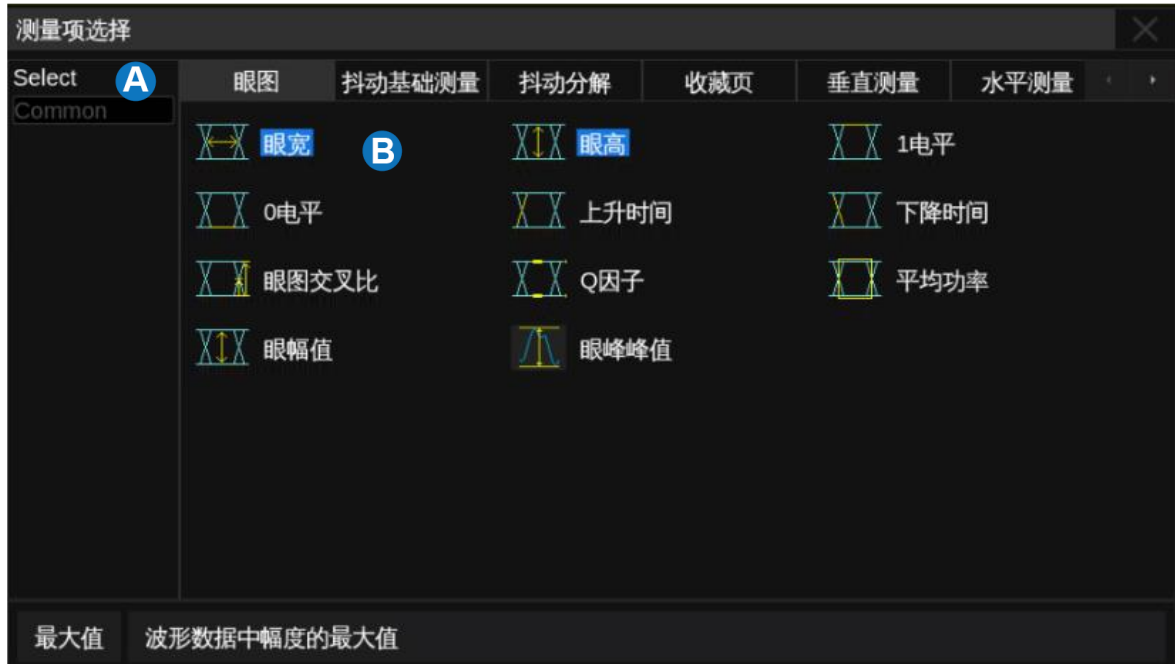 测量项选择
Select
A
眼图 抖动基础测量 抖动分解 收藏页 垂直测量 水平测量
Common
眼宽 B 眼高 1电平
0电平 上升时间 下降时间
眼图交叉比 Q因子 平均功率
眼幅值 眼峰峰值
最大值 波形数据中幅度的最大值